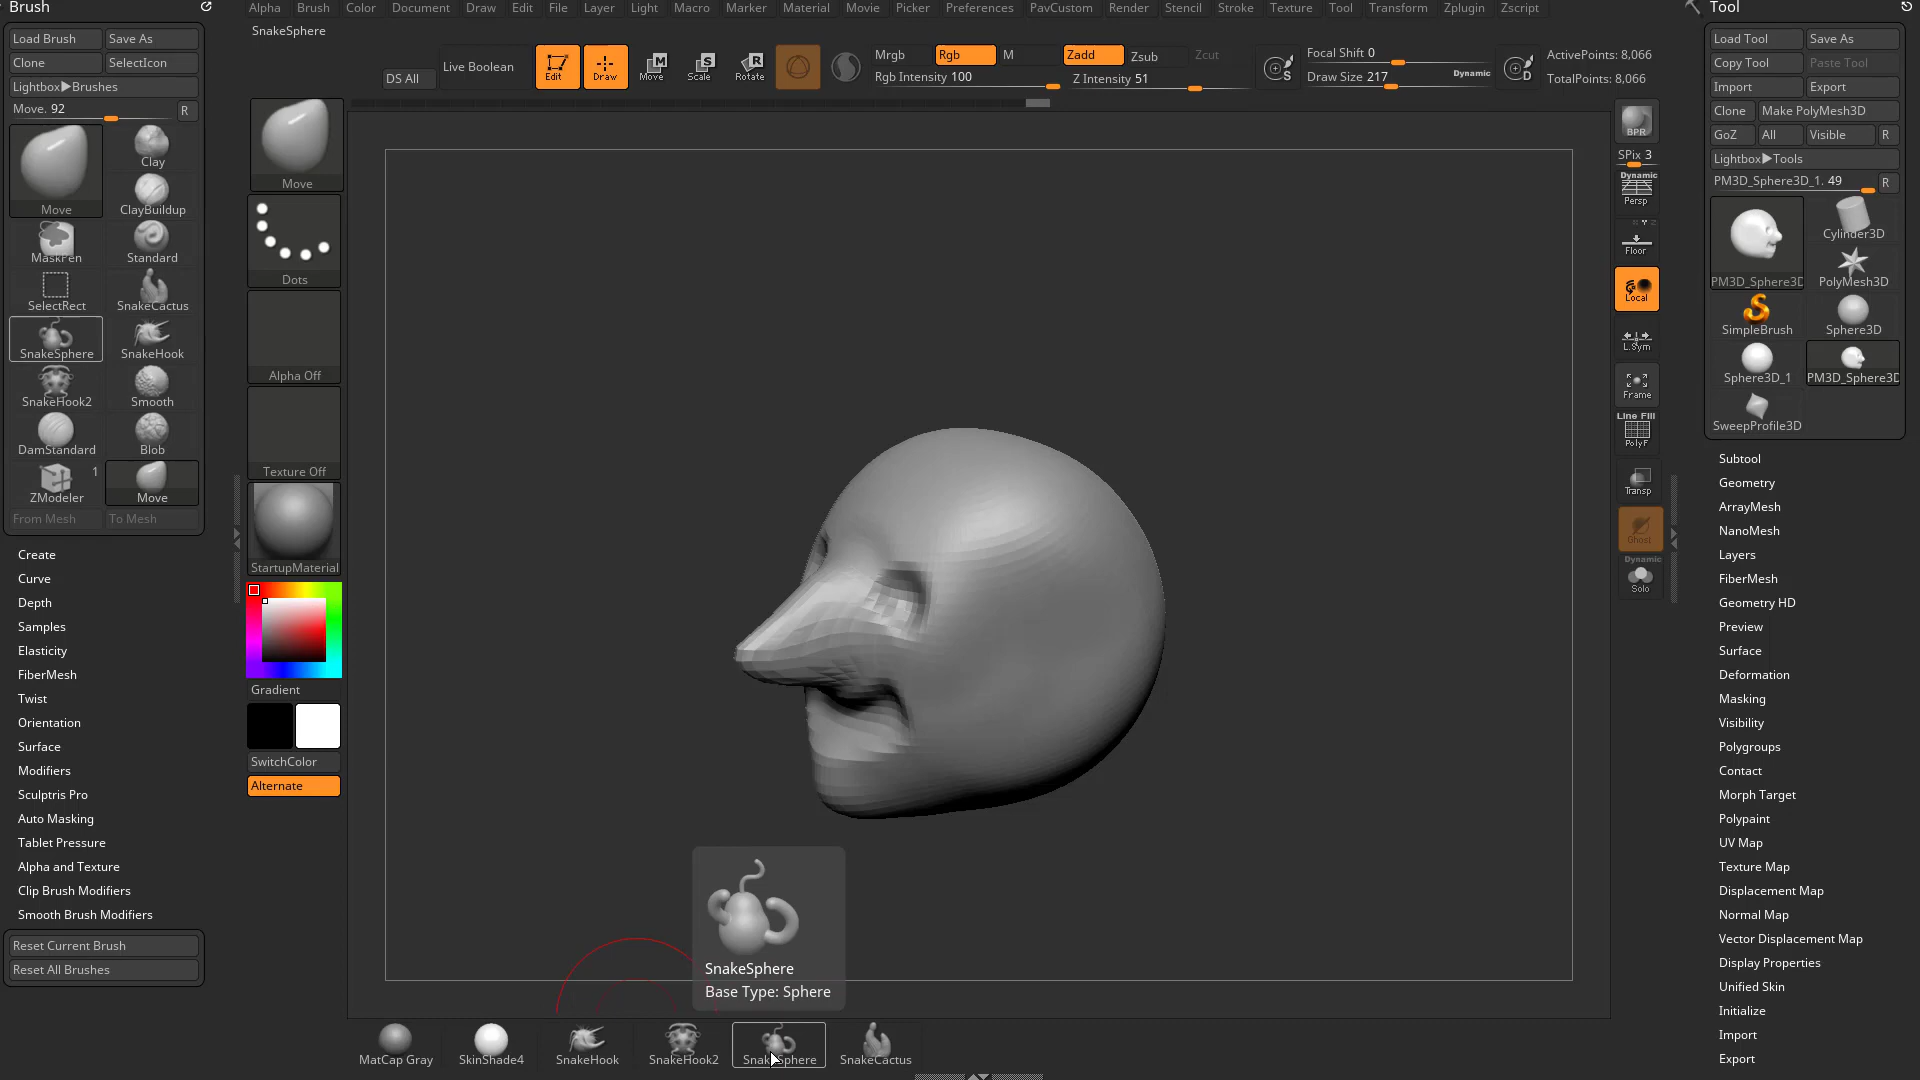 Brush
Load Brush
Save As
Clone
SelectIcon
Lightbox▶Brushes
Move. 92
R
Move
Clay
ClayBuildup
MaskPen
Standard
SelectRect
SnakeCactus
SnakeSphere
SnakeHook
SnakeHook2
Smooth
DamStandard
Blob
ZModeler
1
Move
From Mesh
To Mesh
Create
Curve
Depth
Samples
Elasticity
FiberMesh
Twist
Orientation
Surface
Modifiers
Sculptris Pro
Auto Masking
Tablet Pressure
Alpha and Texture
Clip Brush Modifiers
Smooth Brush Modifiers
Reset Current Brush
Reset All Brushes
Alpha
Brush
Color
Document
Draw
Edit
File
Layer
Light
Macro
Marker
Material
Movie
Picker
Preferences
PavCustom
Render
Stencil
Stroke
Texture
Tool
Transform
Zplugin
Zscript
SnakeSphere
DS All
Live Boolean
Edit
Draw
Move
Scale
Rotate
Mrgb
Rgb
M
Rgb Intensity 100
Zadd
Zsub
Zcut
Z Intensity 51
Focal Shift 0
Draw Size 217
Dynamic
ActivePoints: 8,066
TotalPoints: 8,066
Move
Dots
Alpha Off
Texture Off
StartupMaterial
Gradient
SwitchColor
Alternate
SnakeSphere
Base Type: Sphere
MatCap Gray
SkinShade4
SnakeHook
SnakeHook2
SnakeSphere
SnakeCactus
BPR
SPix 3
Dynamic
Persp
Floor
Local
L.Sym
Frame
Line Fill
PolyF
Transp
Ghost
Dynamic
Solo
Tool
Load Tool
Save As
Copy Tool
Paste Tool
Import
Export
Clone
Make PolyMesh3D
GoZ
All
Visible
R
Lightbox▶Tools
PM3D_Sphere3D_1. 49
R
PM3D_Sphere3D
Cylinder3D
PolyMesh3D
SimpleBrush
Sphere3D
Sphere3D_1
PM3D_Sphere3D
SweepProfile3D
Subtool
Geometry
ArrayMesh
NanoMesh
Layers
FiberMesh
Geometry HD
Preview
Surface
Deformation
Masking
Visibility
Polygroups
Contact
Morph Target
Polypaint
UV Map
Texture Map
Displacement Map
Normal Map
Vector Displacement Map
Display Properties
Unified Skin
Initialize
Import
Export